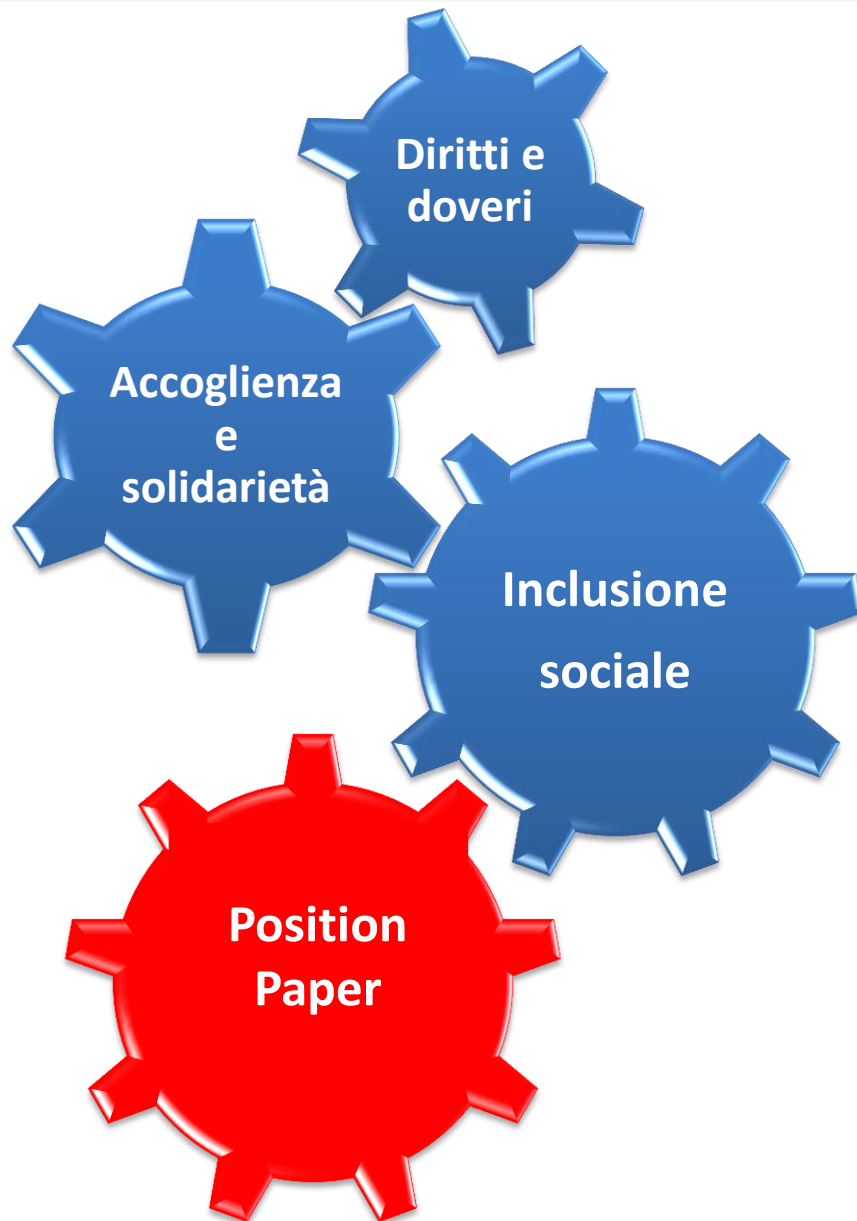 Diritti e
doveri
Accoglienza
e
solidarietà
Inclusione
sociale
Position
Paper